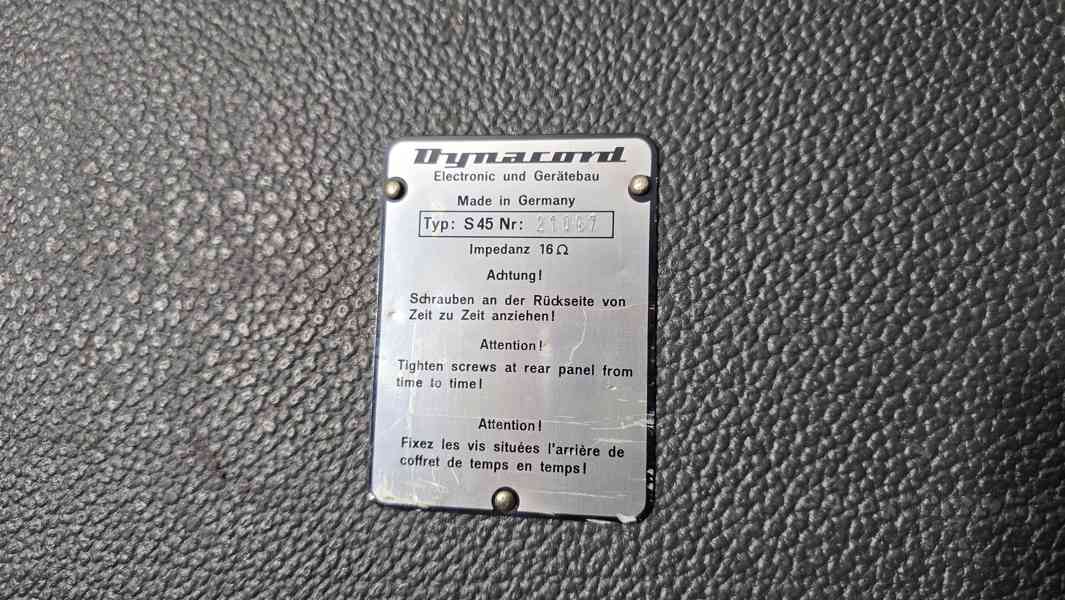 Dynacord
Electronic und Gerätebau
Made in Germany
Typ: S 45 Nr:
Impedanz 16 Ω
Achtung!
Schrauben an der Rückseite von
Zeit zu Zeit anziehen!
Attention!
Tighten screws at rear panel from
time to time!
Attention!
Fixez les vis situées l'arrière de
coffret de temps en temps!